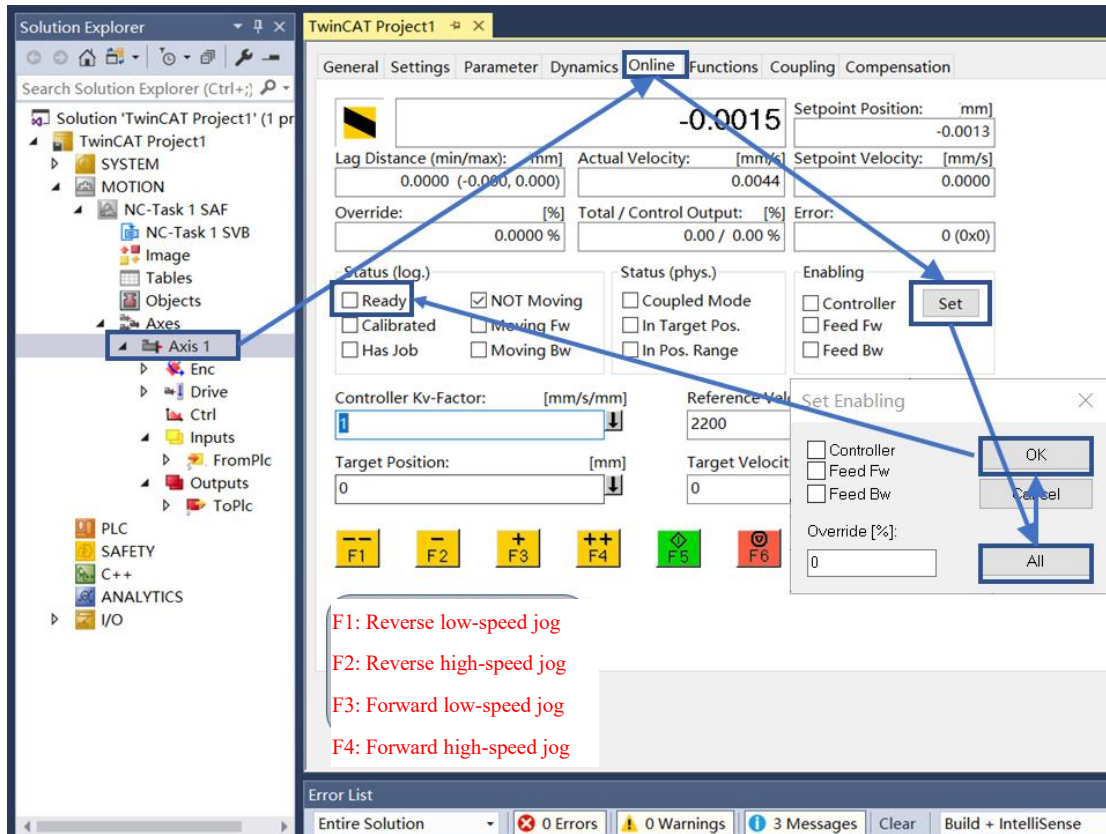 Solution Explorer
Search Solution Explorer (Ctrl+;)
Solution 'TwinCAT Project1' (1 pr
TwinCAT Project1
SYSTEM
MOTION
NC-Task 1 SAF
NC-Task 1 SVB
Image
Tables
Objects
Axes
Axis 1
Enc
Drive
Ctrl
Inputs
FromPlc
Outputs
ToPlc
PLC
SAFETY
C++
ANALYTICS
I/O
TwinCAT Project1
General Settings Parameter Dynamics Online Functions Coupling Compensation
-0.0015
Setpoint Position: mm]
-0.0013
Lag Distance (min/max): mm] Actual Velocity: [mm/s] Setpoint Velocity: [mm/s]
0.0000 (-0.000, 0.000) 0.0044 0.0000
Override: [%] Total / Control Output: [%] Error:
0.0000 % 0.00 / 0.00 % 0 (0x0)
Status (log.) Status (phys.) Enabling
Ready NOT Moving Coupled Mode Controller Set
Calibrated Moving Fw In Target Pos. Feed Fw
Has Job Moving Bw In Pos. Range Feed Bw
Controller Kv-Factor: [mm/s/mm] Reference Vel
1 2200
Target Position: [mm] Target Velocit
0 0
Set Enabling
Controller OK
Feed Fw
Feed Bw Cancel
Override [%]:
0 All
-- F1 - F2 + F3 ++ F4 F5 F6
F1: Reverse low-speed jog
F2: Reverse high-speed jog
F3: Forward low-speed jog
F4: Forward high-speed jog
Error List
Entire Solution 0 Errors 0 Warnings 3 Messages Clear Build + IntelliSense